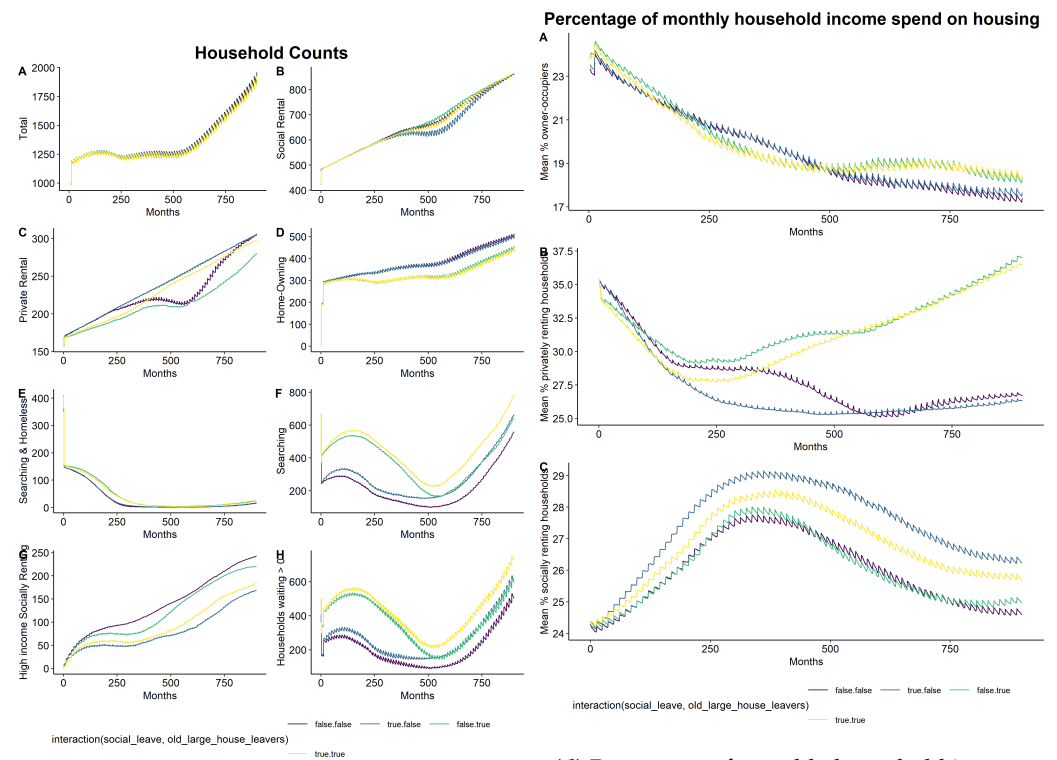 Household Counts
A
Total
2000
1750
1500
1250
1000
0 250 500 750
Months
B
Social Rental
800
700
600
500
400
0 250 500 750
Months
C
Private Rental
300
250
200
150
0 250 500 750
Months
D
Home-Owning
500
400
300
200
100
0
0 250 500 750
Months
E
Searching & Homeless
400
300
200
100
0
0 250 500 750
Months
F
Searching
800
600
400
200
0 250 500 750
Months
G
High income Socially Renting
250
200
150
100
50
0
0 250 500 750
Months
H
Households waiting > 0
600
400
200
0 250 500 750
Months
interaction(social_leave, old_large_house_leavers)
false.false true.false false.true
true.true
Percentage of monthly household income spend on housing
A
Mean % owner-occupiers
23
21
19
17
0 250 500 750
Months
B
Mean % privately renting households
37.5
35.0
32.5
30.0
27.5
25.0
0 250 500 750
Months
C
Mean % socially renting households
29
28
27
26
25
24
0 250 500 750
Months
interaction(social_leave, old_large_house_leavers)
false.false true.false false.true
true.true